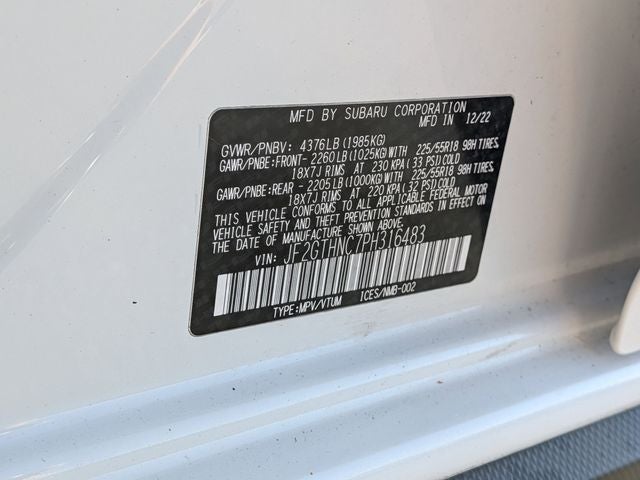 MFD BY SUBARU CORPORATION
GVWR/PNBV: 4376LB (1985KG) MFD IN 12/22
GAWR/PNBE:FRONT- 2260LB (1025KG) WITH 225/55R18 98H TIRES,
18X7J RIMS AT 230 KPA (33 PSI) COLD
GAWR/PNBE:REAR - 2205LB (1000KG) WITH 225/55R18 98H TIRES,
18X7J RIMS AT 220 KPA (32 PSI) COLD
THIS VEHICLE CONFORMS TO ALL APPLICABLE FEDERAL MOTOR
VEHICLE SAFETY AND THEFT PREVENTION STANDARDS IN EFFECT ON
THE DATE OF MANUFACTURE SHOWN ABOVE.
VIN: JF2GTHNC7PH316483
TYPE:MPV/VTUM ICES/NMB-002